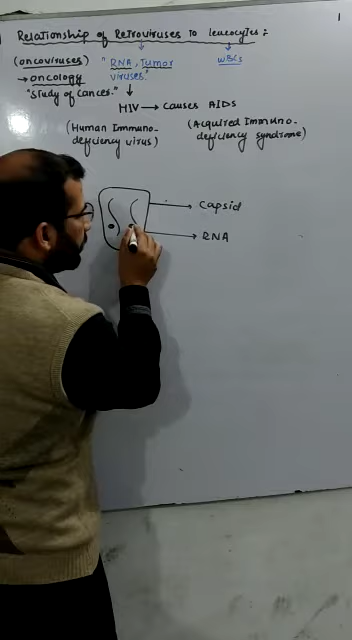 1
Relationship of Retroviruses to leucocytes:
(oncoviruses) "RNA, Tumor viruses." WBCs
→ oncology
"Study of cancer."
HIV → causes AIDS
(Human Immuno-deficiency virus) (Acquired Immuno-deficiency syndrome)
Capsid
RNA